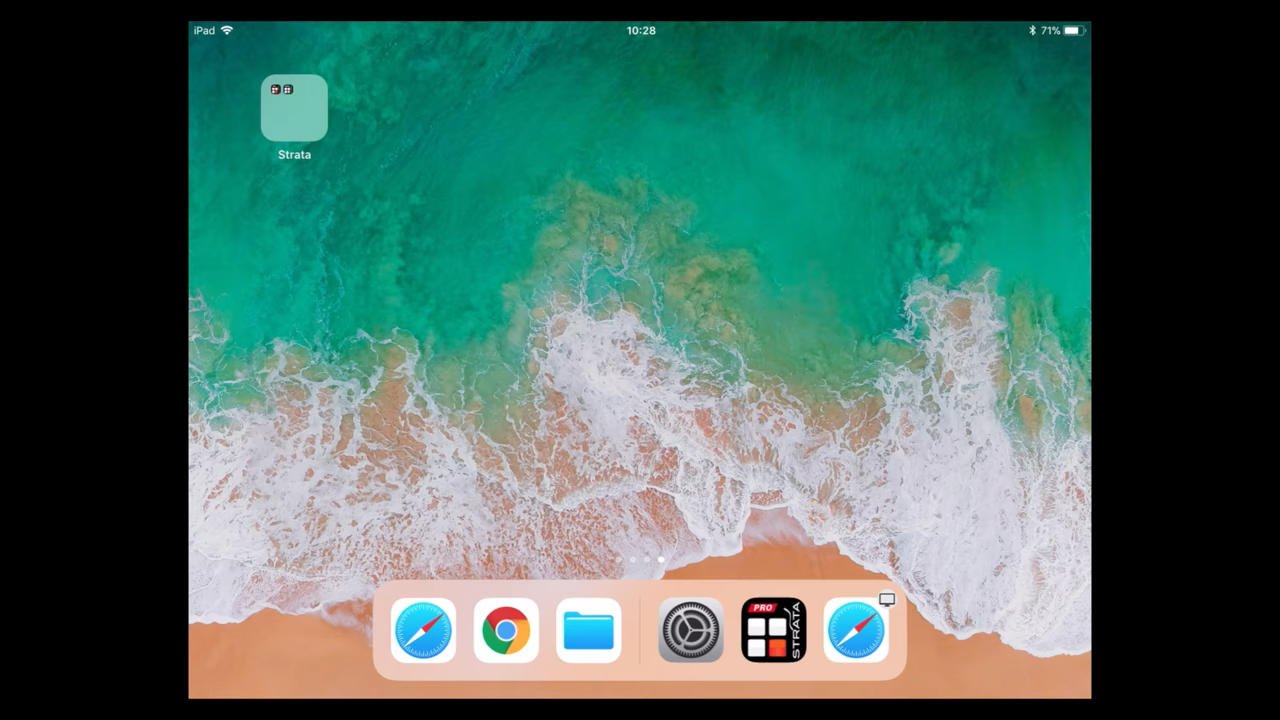 iPad
10:28
71%
Strata
PRO
STRATA